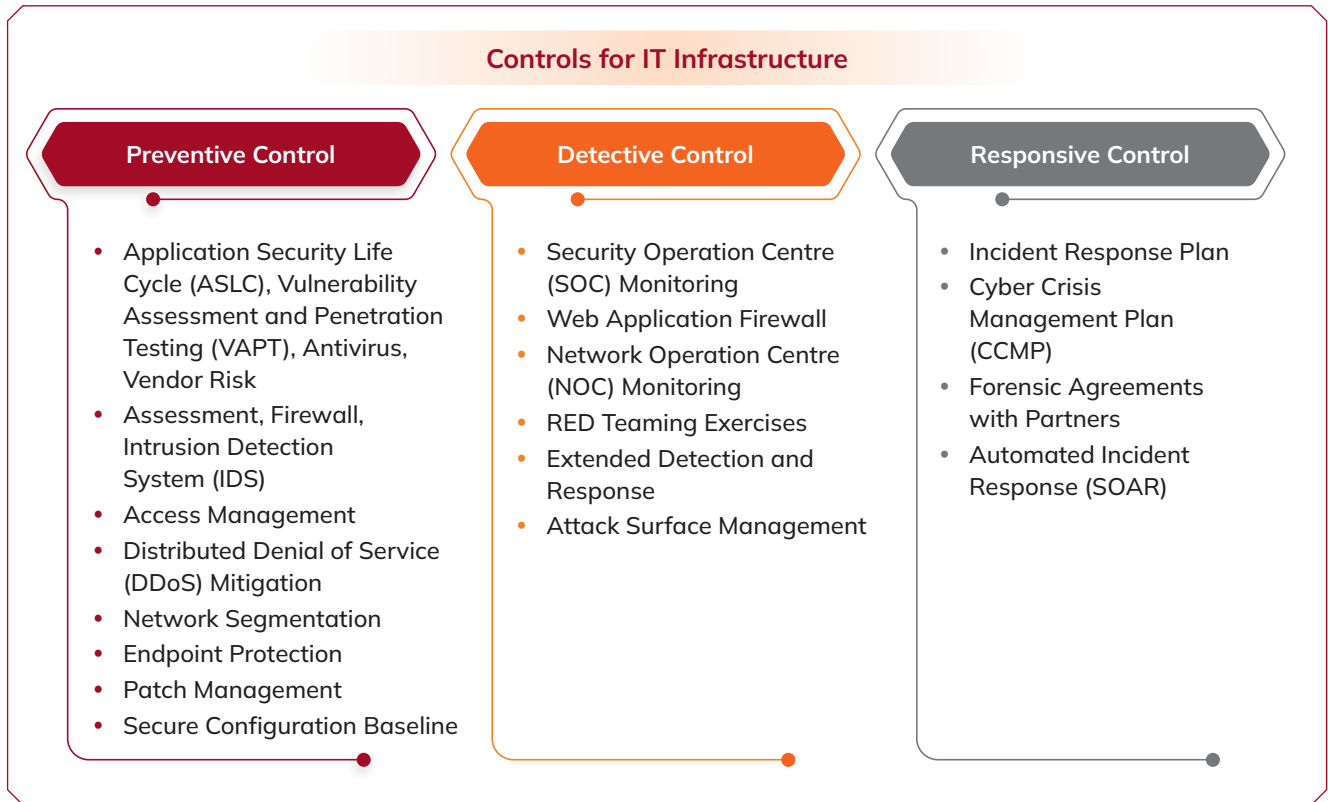 Controls for IT Infrastructure
Preventive Control
• Application Security Life
Cycle (ASLC), Vulnerability
Assessment and Penetration
Testing (VAPT), Antivirus,
Vendor Risk
• Assessment, Firewall,
Intrusion Detection
System (IDS)
• Access Management
• Distributed Denial of Service
(DDoS) Mitigation
• Network Segmentation
• Endpoint Protection
• Patch Management
• Secure Configuration Baseline
Detective Control
• Security Operation Centre
(SOC) Monitoring
• Web Application Firewall
• Network Operation Centre
(NOC) Monitoring
• RED Teaming Exercises
• Extended Detection and
Response
• Attack Surface Management
Responsive Control
• Incident Response Plan
• Cyber Crisis
Management Plan
(CCMP)
• Forensic Agreements
with Partners
• Automated Incident
Response (SOAR)